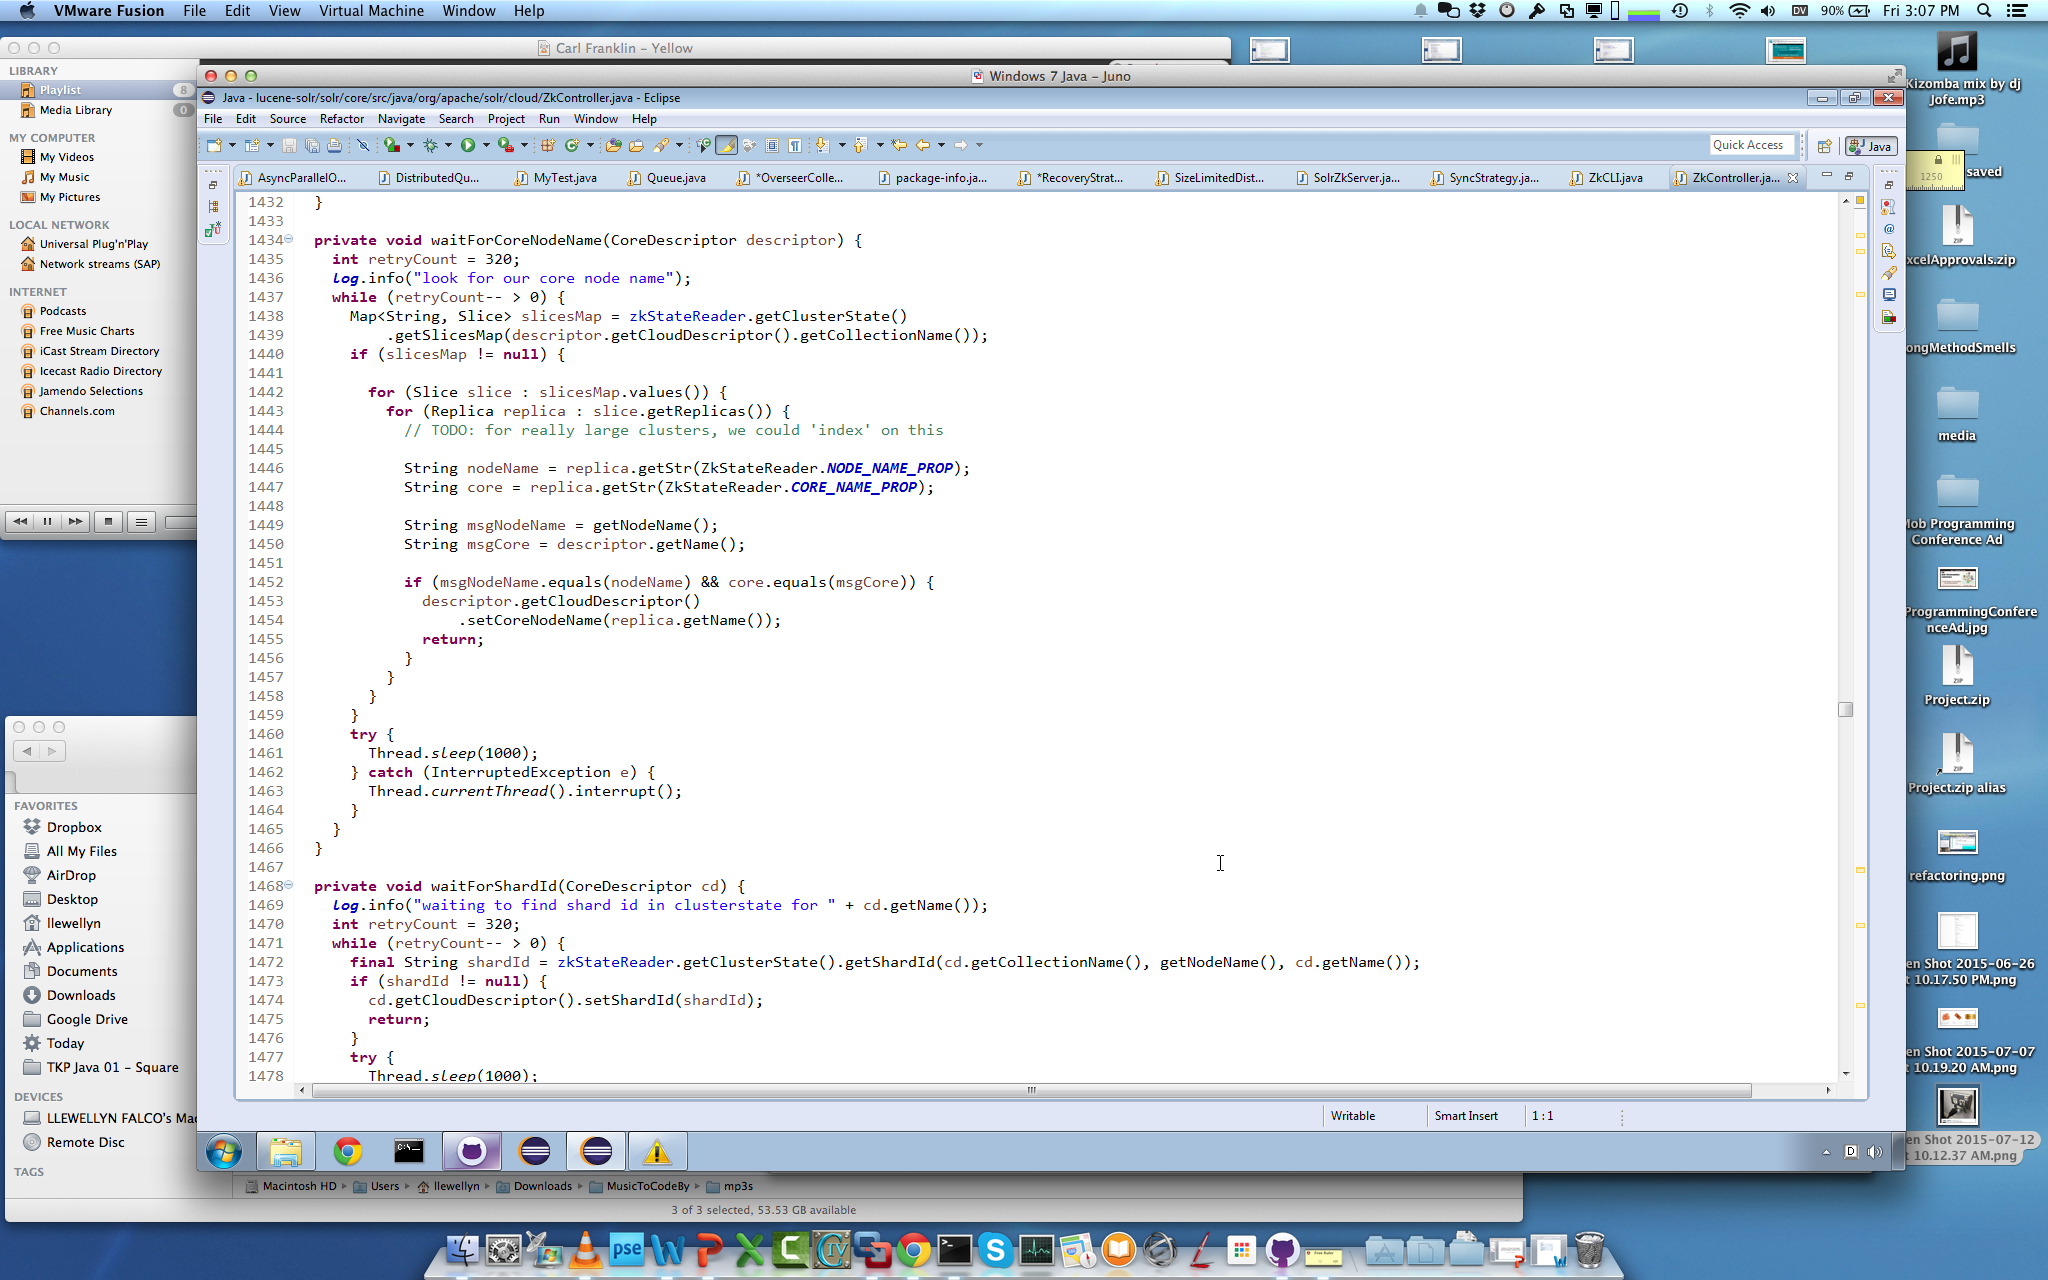 VMware Fusion File Edit View Virtual Machine Window Help
DV 90% Fri 3:07 PM
Carl Franklin – Yellow
LIBRARY
Playlist 8
Media Library 0
MY COMPUTER
My Videos
My Music
My Pictures
LOCAL NETWORK
Universal Plug'n'Play
Network streams (SAP)
INTERNET
Podcasts
Free Music Charts
iCast Stream Directory
Icecast Radio Directory
Jamendo Selections
Channels.com
FAVORITES
Dropbox
All My Files
AirDrop
Desktop
llewellyn
Applications
Documents
Downloads
Google Drive
Today
TKP Java 01 – Square
DEVICES
LLEWELLYN FALCO's Mac
Remote Disc
TAGS
Windows 7 Java – Juno
Java - lucene-solr/solr/core/src/java/org/apache/solr/cloud/ZkController.java - Eclipse
File Edit Source Refactor Navigate Search Project Run Window Help
Quick Access Java
AsyncParallelO... DistributedQu... MyTest.java Queue.java *OverseerColle... package-info.ja... *RecoveryStrat... SizeLimitedDist... SolrZkServer.ja... SyncStrategy.ja... ZkCLI.java ZkController.ja...
1432 }
1433
1434 private void waitForCoreNodeName(CoreDescriptor descriptor) {
1435 int retryCount = 320;
1436 log.info("look for our core node name");
1437 while (retryCount-- > 0) {
1438 Map<String, Slice> slicesMap = zkStateReader.getClusterState()
1439 .getSlicesMap(descriptor.getCloudDescriptor().getCollectionName());
1440 if (slicesMap != null) {
1441
1442 for (Slice slice : slicesMap.values()) {
1443 for (Replica replica : slice.getReplicas()) {
1444 // TODO: for really large clusters, we could 'index' on this
1445
1446 String nodeName = replica.getStr(ZkStateReader.NODE_NAME_PROP);
1447 String core = replica.getStr(ZkStateReader.CORE_NAME_PROP);
1448
1449 String msgNodeName = getNodeName();
1450 String msgCore = descriptor.getName();
1451
1452 if (msgNodeName.equals(nodeName) && core.equals(msgCore)) {
1453 descriptor.getCloudDescriptor()
1454 .setCoreNodeName(replica.getName());
1455 return;
1456 }
1457 }
1458 }
1459 }
1460 try {
1461 Thread.sleep(1000);
1462 } catch (InterruptedException e) {
1463 Thread.currentThread().interrupt();
1464 }
1465 }
1466 }
1467
1468 private void waitForShardId(CoreDescriptor cd) {
1469 log.info("waiting to find shard id in clusterstate for " + cd.getName());
1470 int retryCount = 320;
1471 while (retryCount-- > 0) {
1472 final String shardId = zkStateReader.getClusterState().getShardId(cd.getCollectionName(), getNodeName(), cd.getName());
1473 if (shardId != null) {
1474 cd.getCloudDescriptor().setShardId(shardId);
1475 return;
1476 }
1477 try {
1478 Thread.sleep(1000);
Writable Smart Insert 1 : 1
D
Macintosh HD Users llewellyn Downloads MusicToCodeBy mp3s
3 of 3 selected, 53.53 GB available
Kizomba mix by dj
Jofe.mp3
saved
1250
ZIP
xcelApprovals.zip
ongMethodSmells
media
Mob Programming
Conference Ad
ProgrammingConfere
nceAd.jpg
ZIP
Project.zip
ZIP
Project.zip alias
refactoring.png
en Shot 2015-06-26
t 10.17.50 PM.png
en Shot 2015-07-07
t 10.19.20 AM.png
en Shot 2015-07-12
t 10.12.37 AM.png
pse